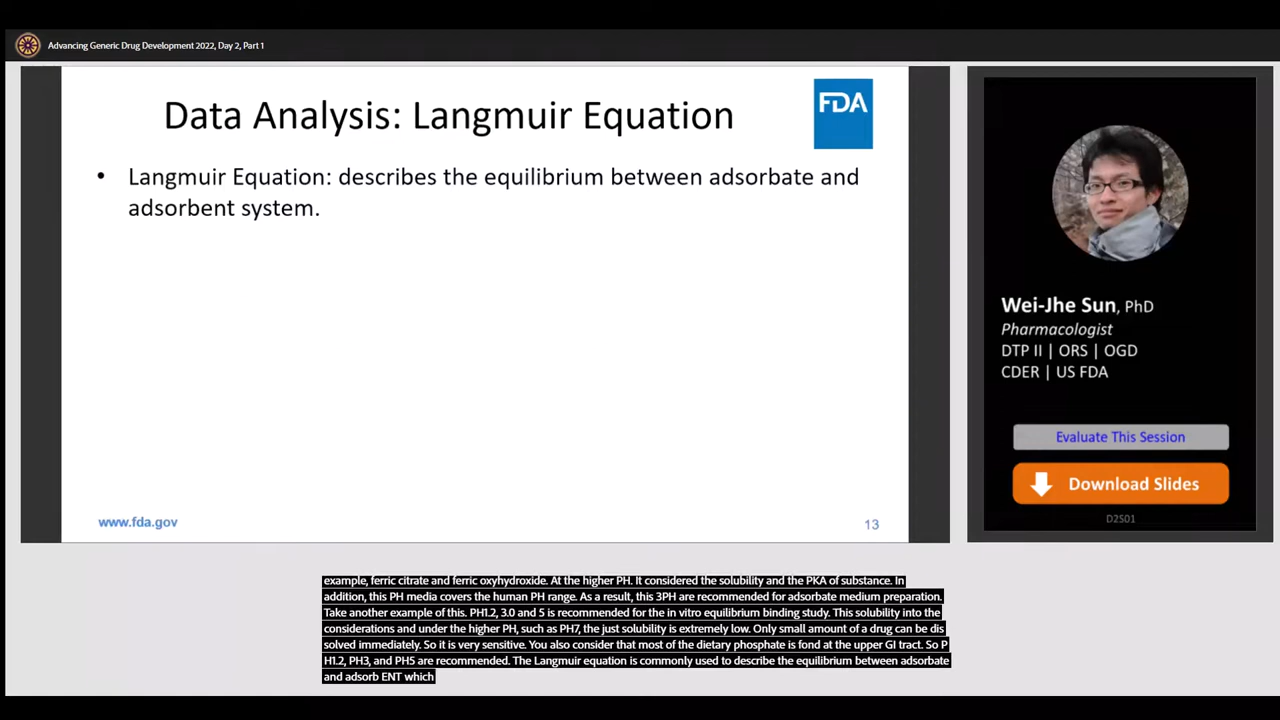 Advancing Generic Drug Development 2022, Day 2, Part 1
Data Analysis: Langmuir Equation
FDA
• Langmuir Equation: describes the equilibrium between adsorbate and
adsorbent system.
www.fda.gov
13
Wei-Jhe Sun, PhD
Pharmacologist
DTP II | ORS | OGD
CDER | US FDA
Evaluate This Session
Download Slides
D2S01
example, ferric citrate and ferric oxyhydroxide. At the higher PH. It considered the solubility and the PKA of substance. In
addition, this PH media covers the human PH range. As a result, this 3PH are recommended for adsorbate medium preparation.
Take another example of this. PH1.2, 3.0 and 5 is recommended for the in vitro equilibrium binding study. This solubility into the
considerations and under the higher PH, such as PH7, the just solubility is extremely low. Only small amount of a drug can be dis
solved immediately. So it is very sensitive. You also consider that most of the dietary phosphate is fond at the upper GI tract. So P
H1.2, PH3, and PH5 are recommended. The Langmuir equation is commonly used to describe the equilibrium between adsorbate
and adsorb ENT which